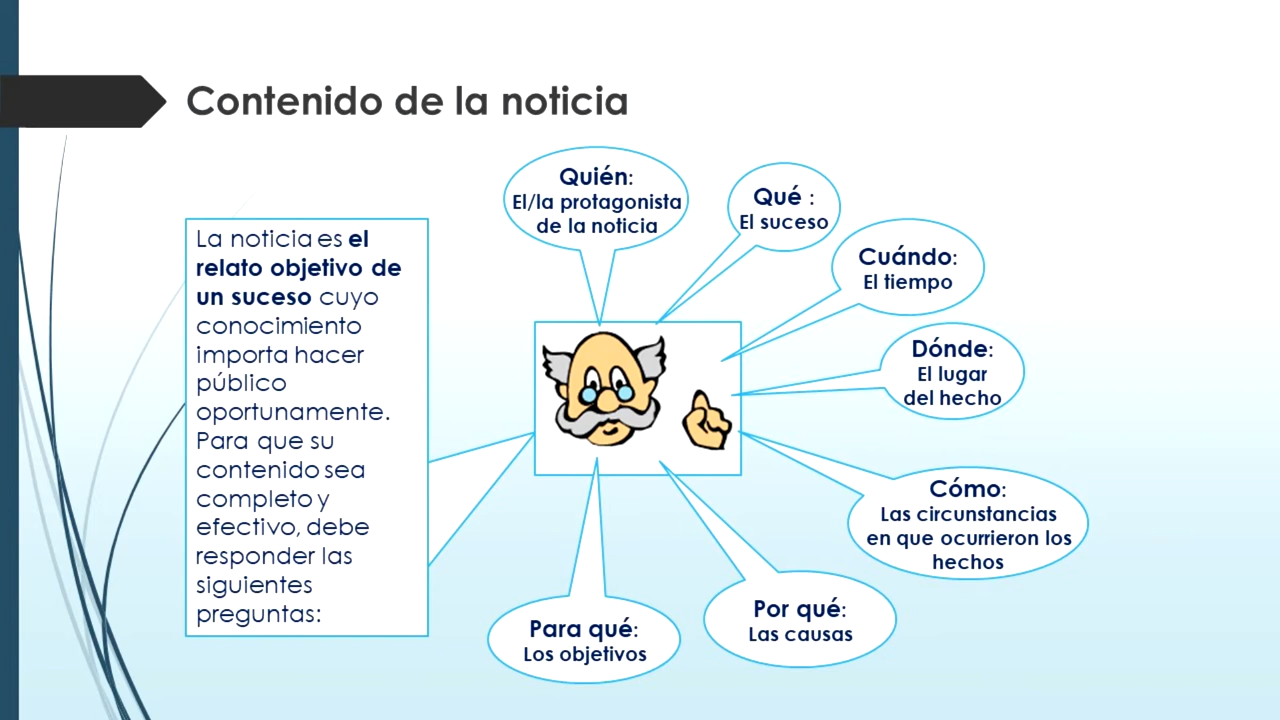 Contenido de la noticia
La noticia es el
relato objetivo de
un suceso cuyo
conocimiento
importa hacer
público
oportunamente.
Para que su
contenido sea
completo y
efectivo, debe
responder las
siguientes
preguntas:
Quién:
El/la protagonista
de la noticia
Qué :
El suceso
Cuándo:
El tiempo
Dónde:
El lugar
del hecho
Cómo:
Las circunstancias
en que ocurrieron los
hechos
Por qué:
Las causas
Para qué:
Los objetivos